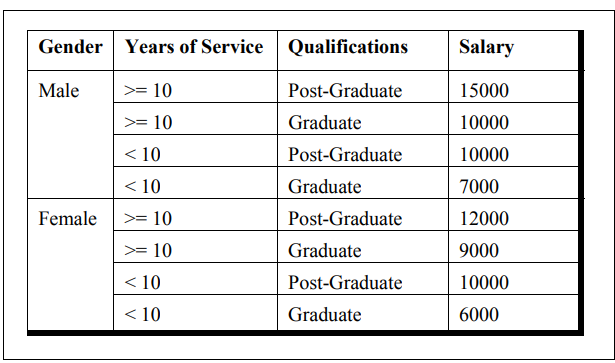 Gender Years of Service Qualifications Salary
Male >= 10 Post-Graduate 15000
>= 10 Graduate 10000
< 10 Post-Graduate 10000
< 10 Graduate 7000
Female >= 10 Post-Graduate 12000
>= 10 Graduate 9000
< 10 Post-Graduate 10000
< 10 Graduate 6000